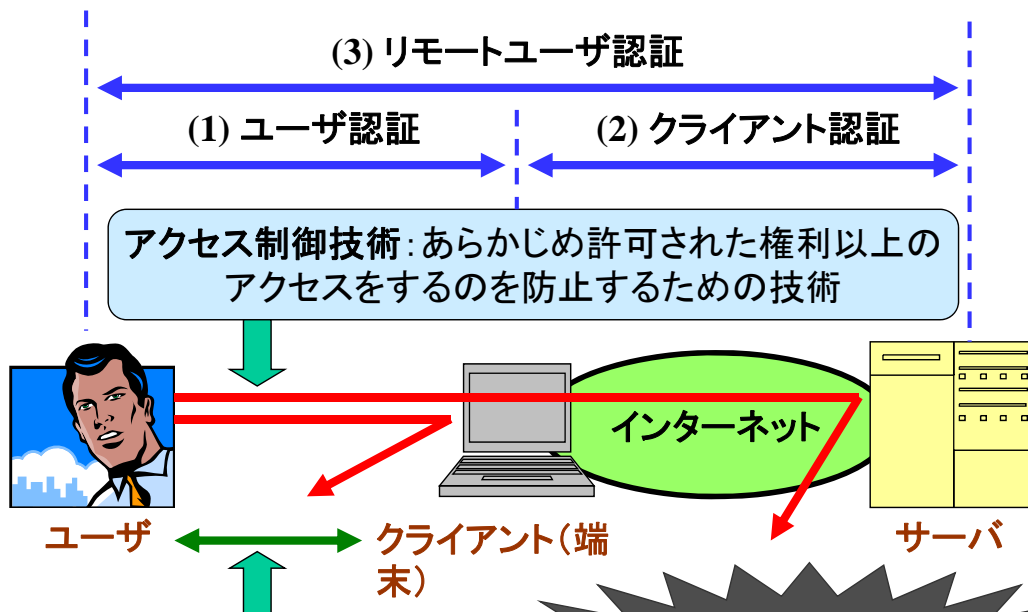 (3) リモートユーザ認証
(1) ユーザ認証
(2) クライアント認証
アクセス制御技術：あらかじめ許可された権利以上の
アクセスをするのを防止するための技術
インターネット
ユーザ
クライアント（端
末）
サーバ